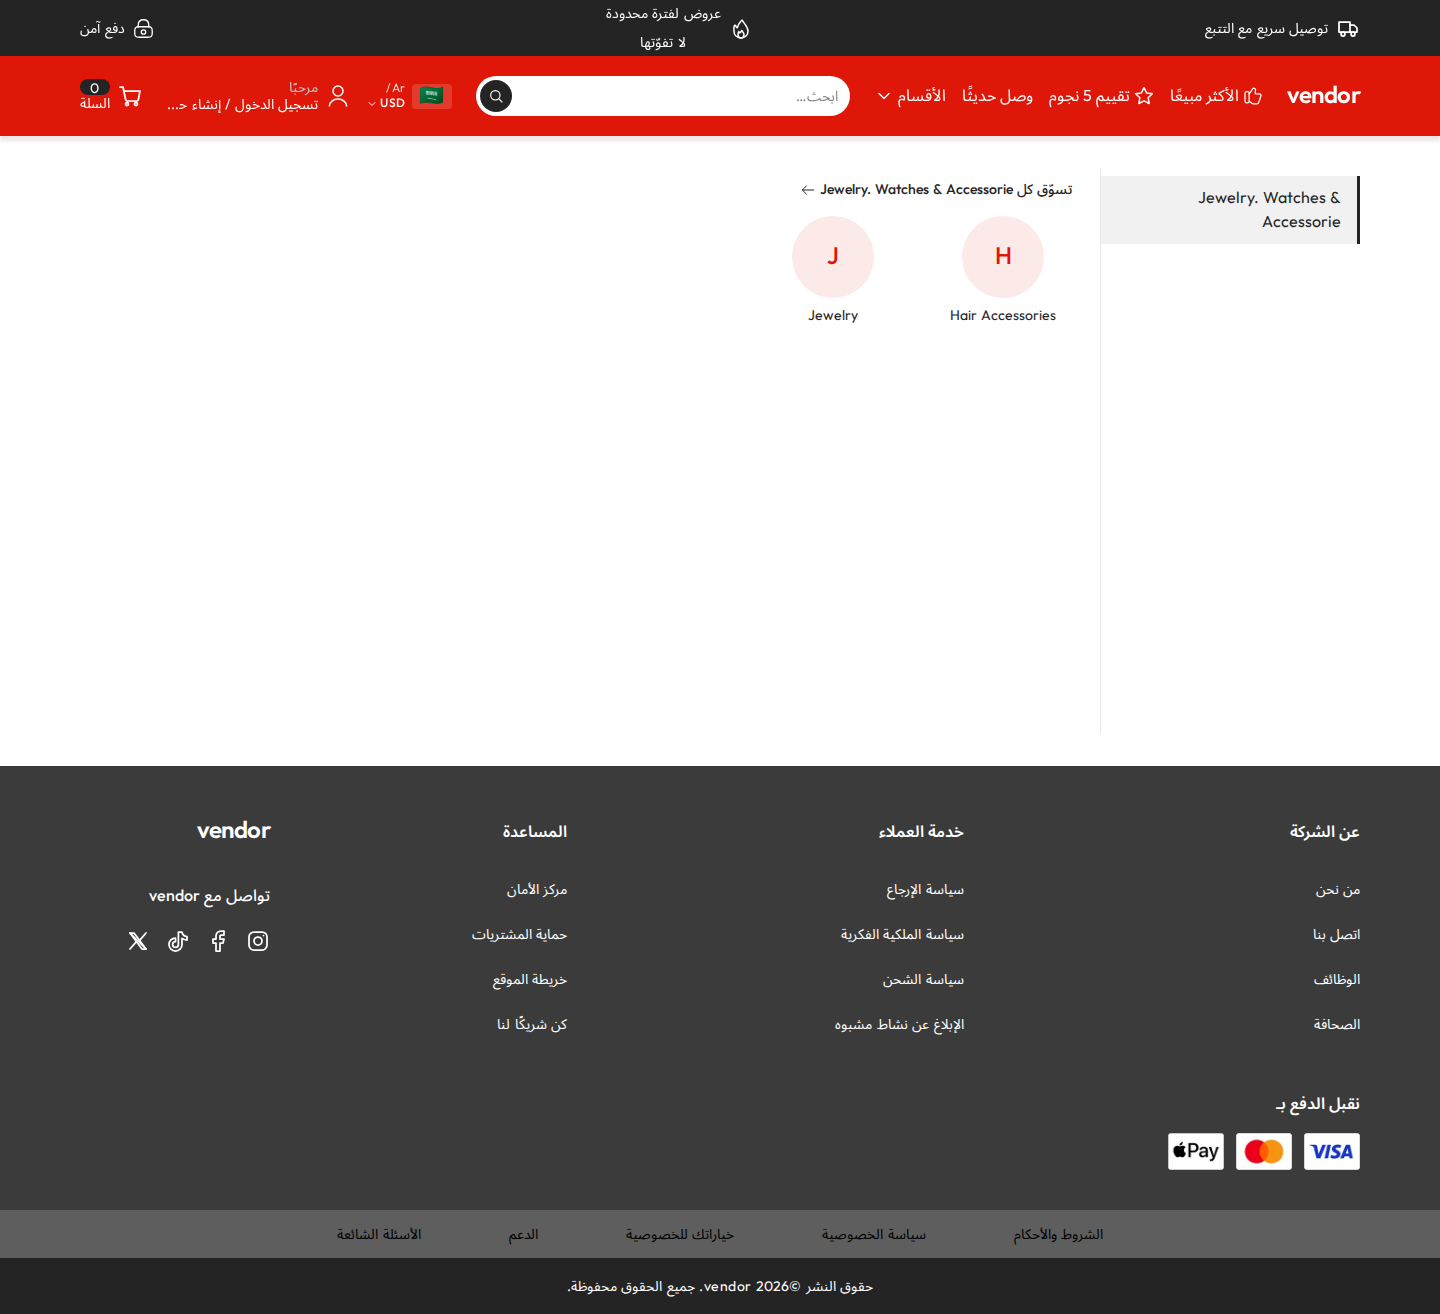 توصيل سريع مع التتبع
عروض لفترة محدودة
لا تفوّتها
دفع آمن
vendor
الأكثر مبيعًا
تقييم 5 نجوم
وصل حديثًا
الأقسام
ابحث...
Ar /
USD
مرحبًا
تسجيل الدخول / إنشاء حـ...
0
السلة
Jewelry. Watches &
Accessorie
تسوّق كل Jewelry. Watches & Accessorie
H
J
Hair Accessories
Jewelry
عن الشركة
من نحن
اتصل بنا
الوظائف
الصحافة
خدمة العملاء
سياسة الإرجاع
سياسة الملكية الفكرية
سياسة الشحن
الإبلاغ عن نشاط مشبوه
المساعدة
مركز الأمان
حماية المشتريات
خريطة الموقع
كن شريكًا لنا
vendor
تواصل مع vendor
نقبل الدفع بـ
VISA
Pay
الشروط والأحكام
سياسة الخصوصية
خياراتك للخصوصية
الدعم
الأسئلة الشائعة
حقوق النشر ©2026 vendor. جميع الحقوق محفوظة.